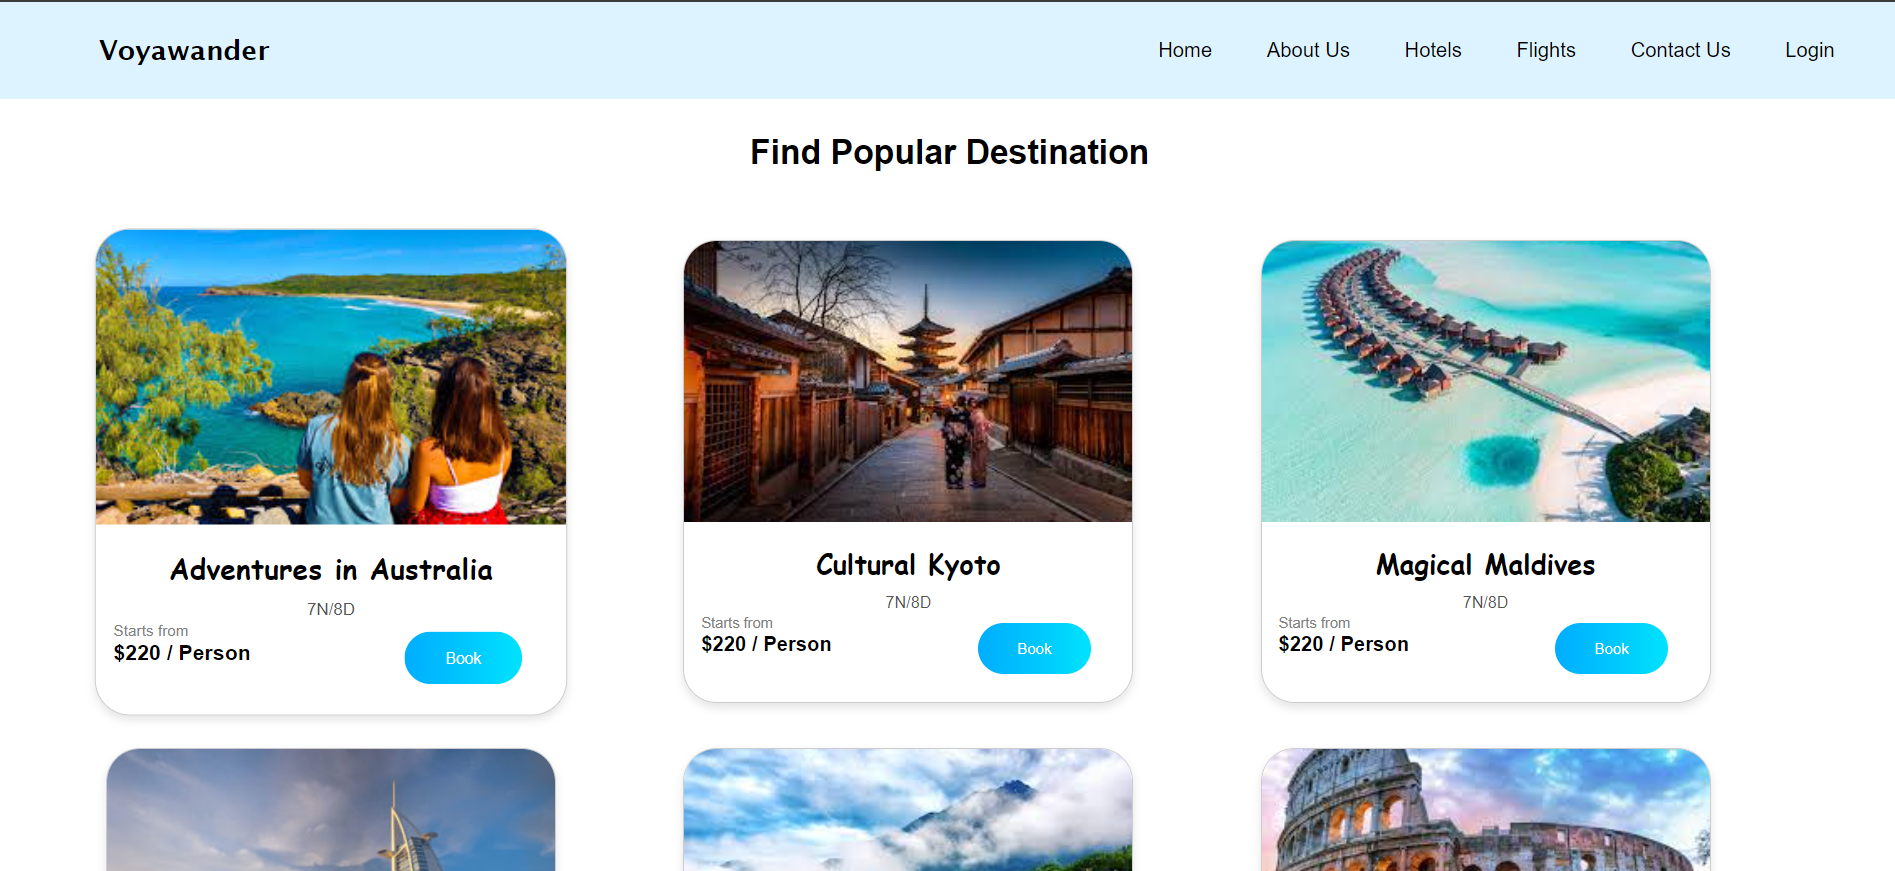 Voyawander
Home About Us Hotels Flights Contact Us Login
Find Popular Destination
Adventures in Australia
7N/8D
Starts from
$220 / Person
Book
Cultural Kyoto
7N/8D
Starts from
$220 / Person
Book
Magical Maldives
7N/8D
Starts from
$220 / Person
Book